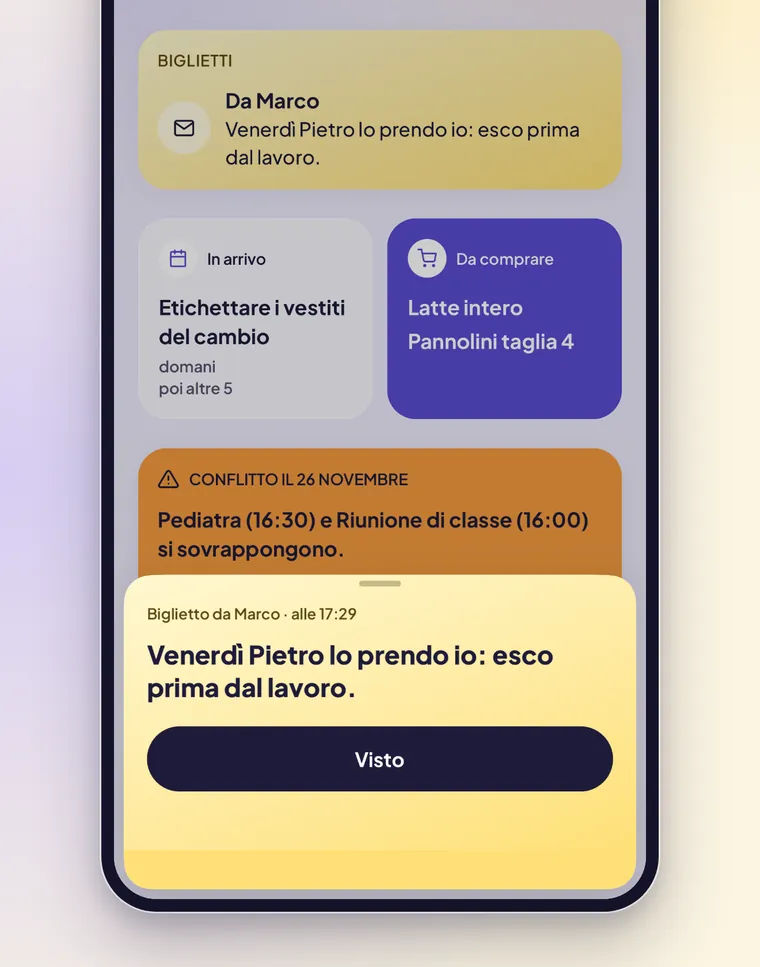 BIGLIETTI
Da Marco
Venerdì Pietro lo prendo io: esco prima
dal lavoro.
In arrivo
Etichettare i vestiti
del cambio
domani
poi altre 5
Da comprare
Latte intero
Pannolini taglia 4
CONFLITTO IL 26 NOVEMBRE
Pediatra (16:30) e Riunione di classe (16:00)
si sovrappongono.
Biglietto da Marco · alle 17:29
Venerdì Pietro lo prendo io: esco
prima dal lavoro.
Visto